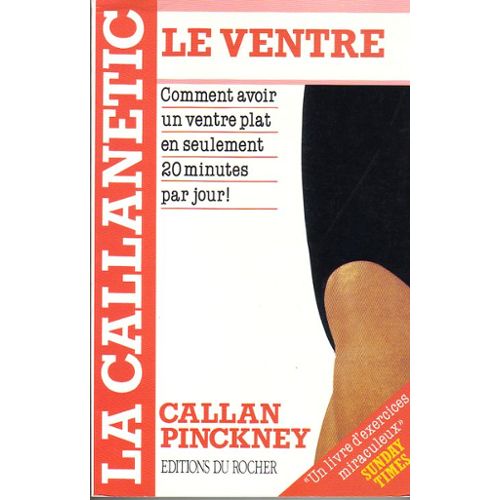 LA CALLANETIC
LE VENTRE
Comment avoir
un ventre plat
en seulement
20 minutes
par jour!
CALLAN
PINCKNEY
EDITIONS DU ROCHER
"Un livre d'exercices
miraculeux"
SUNDAY
TIMES